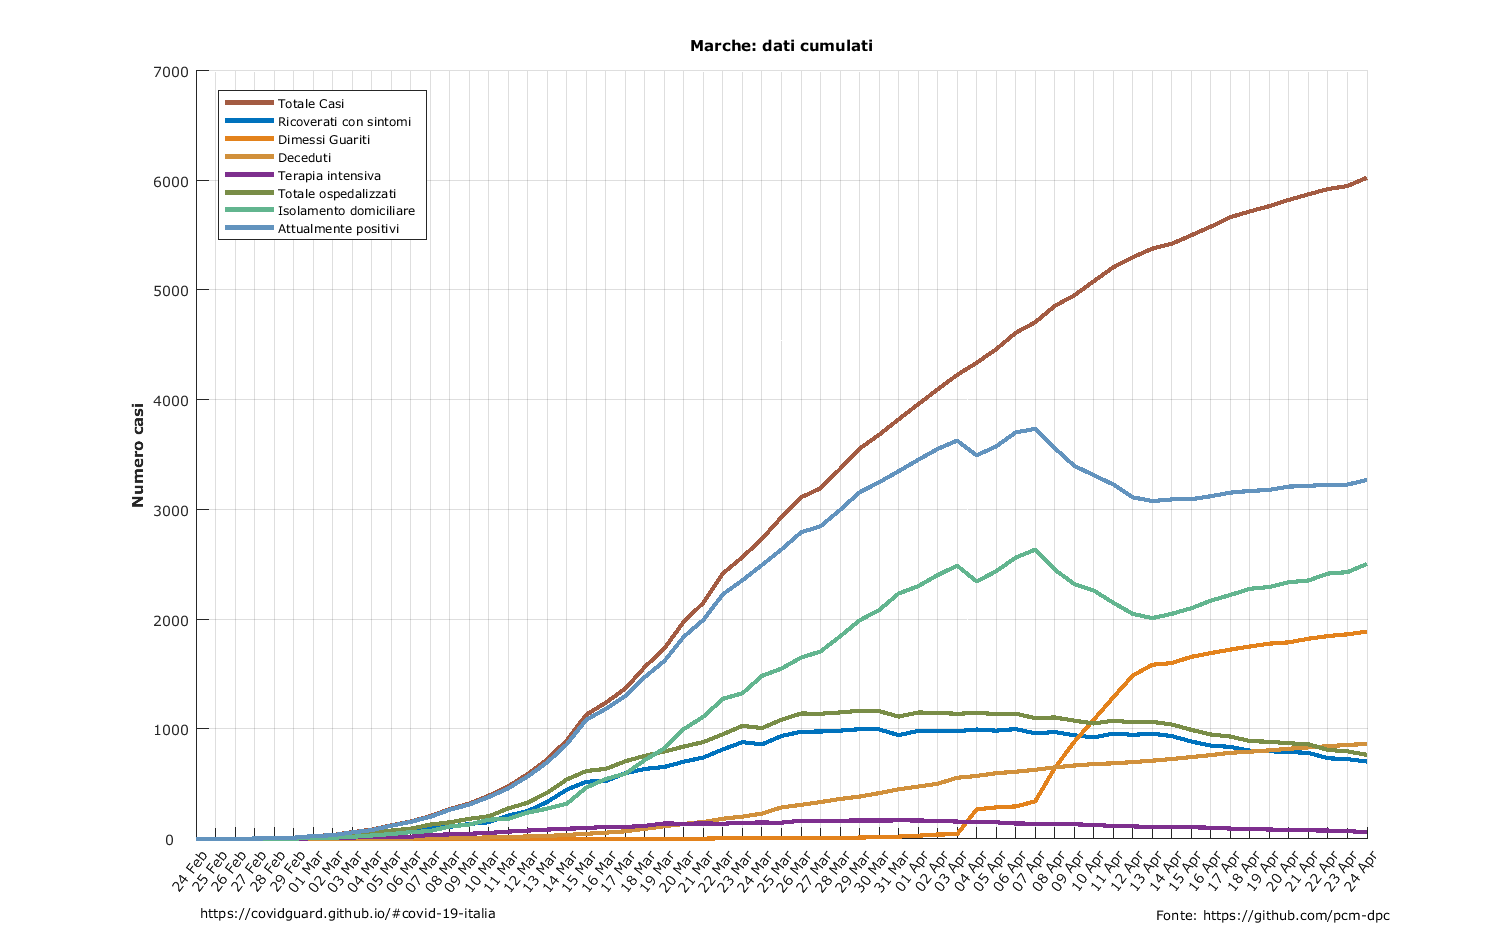 Marche: dati cumulati
7000
6000
5000
4000
3000
2000
1000
0
Numero casi
Totale Casi
Ricoverati con sintomi
Dimessi Guariti
Deceduti
Terapia intensiva
Totale ospedalizzati
Isolamento domiciliare
Attualmente positivi
24 Feb
25 Feb
26 Feb
27 Feb
28 Feb
29 Feb
01 Mar
02 Mar
03 Mar
04 Mar
05 Mar
06 Mar
07 Mar
08 Mar
09 Mar
10 Mar
11 Mar
12 Mar
13 Mar
14 Mar
15 Mar
16 Mar
17 Mar
18 Mar
19 Mar
20 Mar
21 Mar
22 Mar
23 Mar
24 Mar
25 Mar
26 Mar
27 Mar
28 Mar
29 Mar
30 Mar
31 Mar
01 Apr
02 Apr
03 Apr
04 Apr
05 Apr
06 Apr
07 Apr
08 Apr
09 Apr
10 Apr
11 Apr
12 Apr
13 Apr
14 Apr
15 Apr
16 Apr
17 Apr
18 Apr
19 Apr
20 Apr
21 Apr
22 Apr
23 Apr
24 Apr
https://covidguard.github.io/#covid-19-italia
Fonte: https://github.com/pcm-dpc